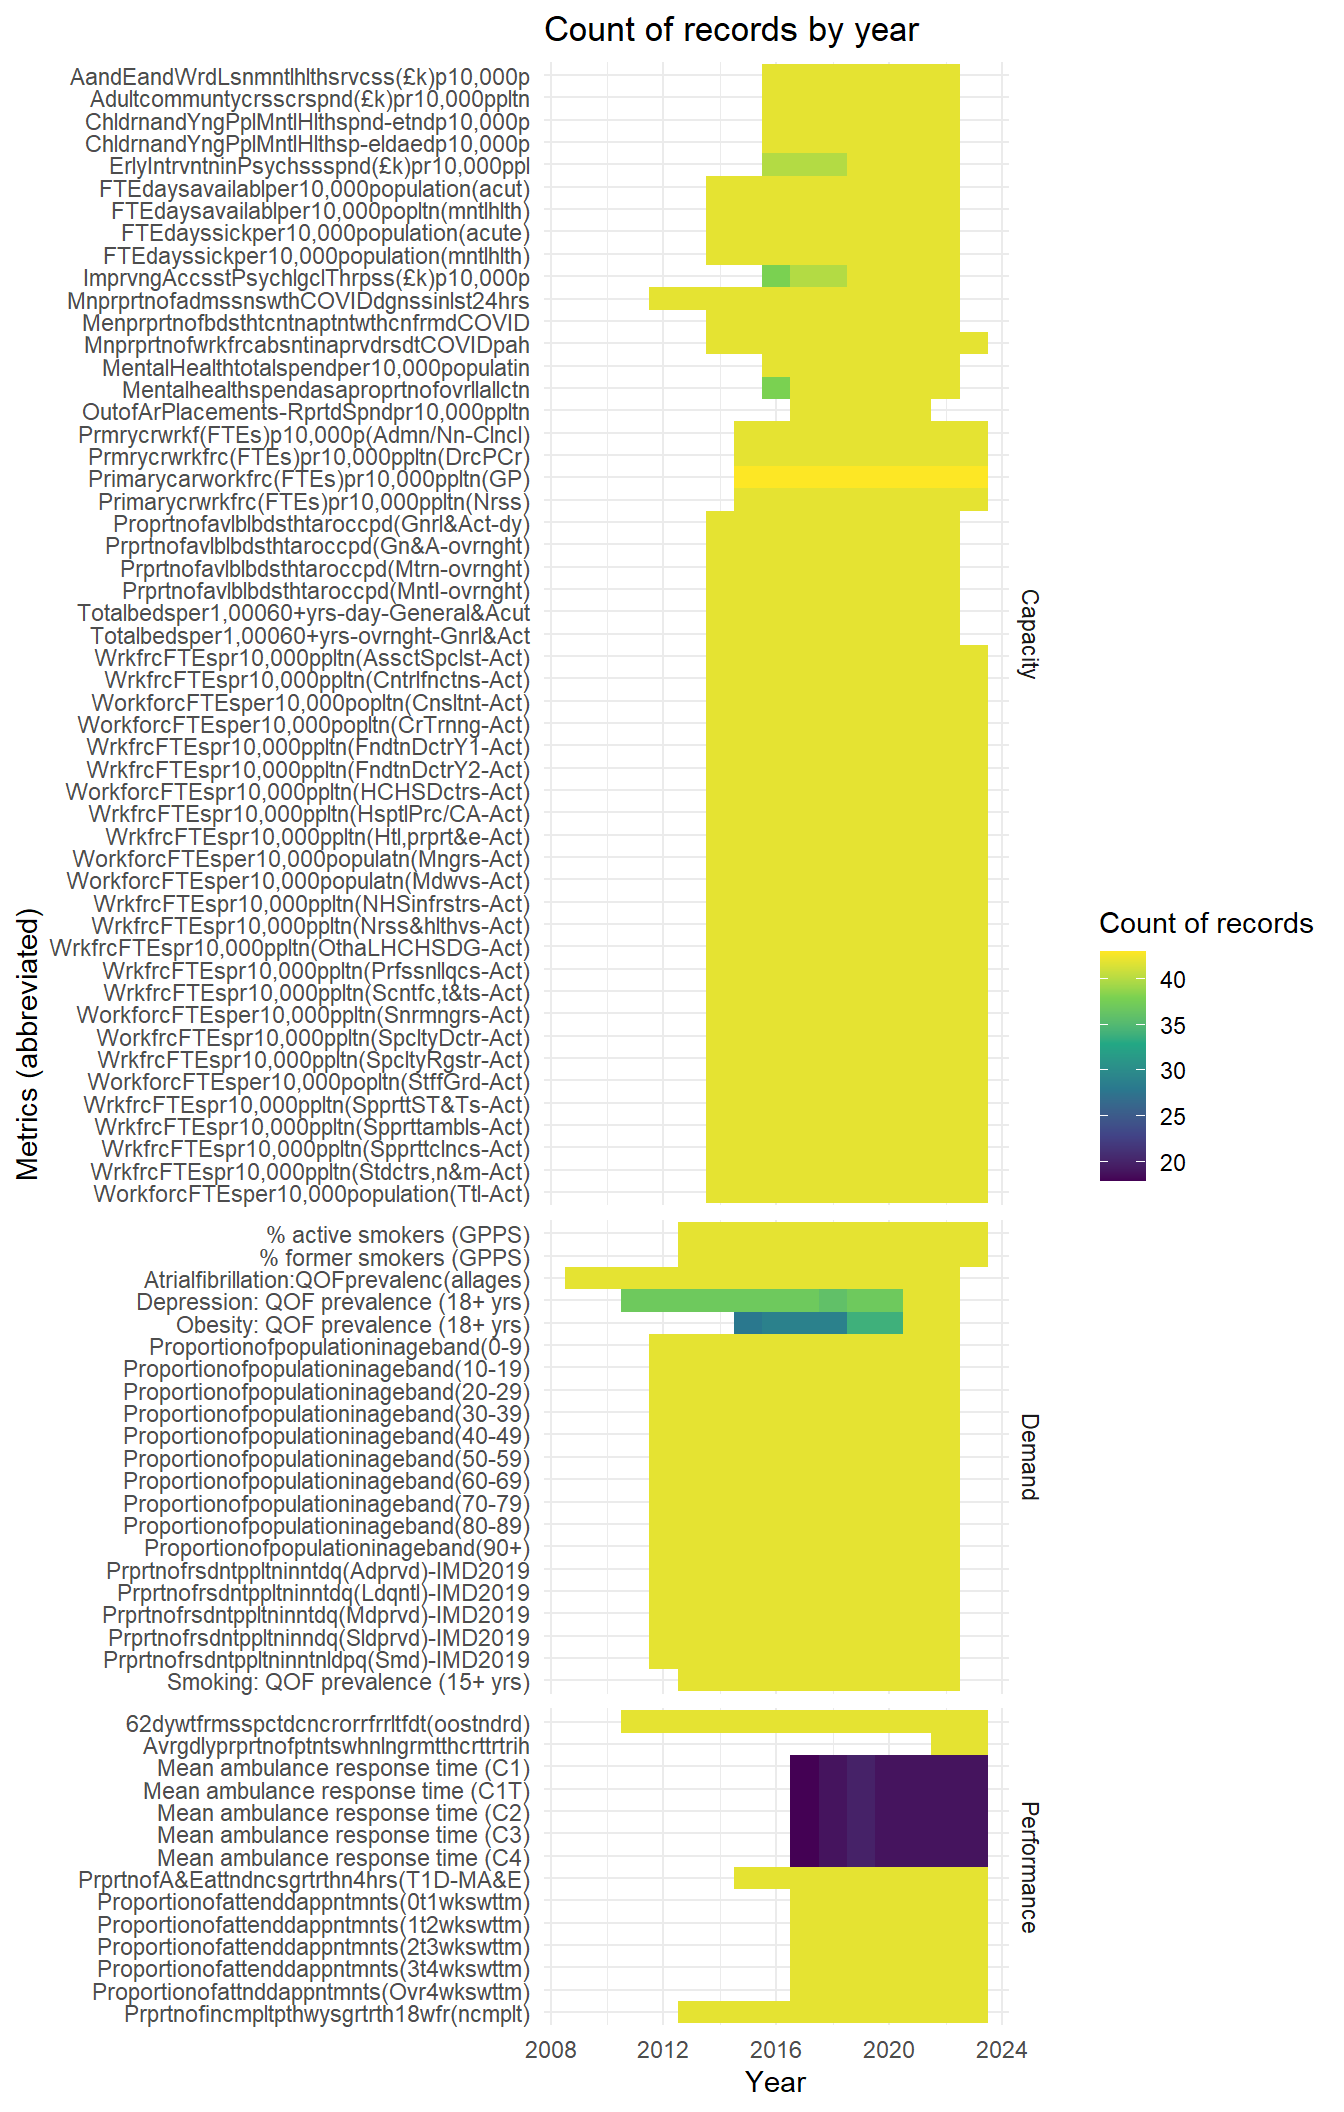 Count of records by year
AandEandWrdLsnmntlhlthsrvcss(£k)p10,000p
Adultcommuntycrsscrspnd(£k)pr10,000ppltn
ChldrnandYngPplMntlHlthspnd-etndp10,000p
ChldrnandYngPplMntlHlthsp-eldaedp10,000p
ErlyIntrvntninPsychssspnd(£k)pr10,000ppl
FTEdaysavailablper10,000population(acut)
FTEdaysavailablper10,000popltn(mntlhlth)
FTEdayssickper10,000population(acute)
FTEdayssickper10,000population(mntlhlth)
ImprvngAccsstPsychlgclThrpss(£k)p10,000p
MnprprtnofadmssnswthCOVIDdgnssinlst24hrs
MenprprtnofbdsthtcntnaptntwthcnfrmdCOVID
MnprprtnofwrkfrcabsntinaprvdrsdtCOVIDpah
MentalHealthtotalspendper10,000populatin
Mentalhealthspendasaproprtnofovrllallctn
OutofArPlacements-RprtdSpndpr10,000ppltn
Prmrycrwrkf(FTEs)p10,000p(Admn/Nn-Clncl)
Prmrycrwrkfrc(FTEs)pr10,000ppltn(DrcPCr)
Primarycarworkfrc(FTEs)pr10,000ppltn(GP)
Primarycrwrkfrc(FTEs)pr10,000ppltn(Nrss)
Proprtnofavlblbdsthtaroccpd(Gnrl&Act-dy)
Prprtnofavlblbdsthtaroccpd(Gn&A-ovrnght)
Prprtnofavlblbdsthtaroccpd(Mtrn-ovrnght)
Prprtnofavlblbdsthtaroccpd(Mntl-ovrnght)
Totalbedsper1,00060+yrs-day-General&Acut
Totalbedsper1,00060+yrs-ovrnght-Gnrl&Act
WrkfrcFTEspr10,000ppltn(AssctSpclst-Act)
WrkfrcFTEspr10,000ppltn(Cntrlfnctns-Act)
WorkforcFTEsper10,000popltn(Cnsltnt-Act)
WorkforcFTEsper10,000popltn(CrTrnng-Act)
WrkfrcFTEspr10,000ppltn(FndtnDctrY1-Act)
WrkfrcFTEspr10,000ppltn(FndtnDctrY2-Act)
WorkforcFTEspr10,000ppltn(HCHSDctrs-Act)
WrkfrcFTEspr10,000ppltn(HsptlPrc/CA-Act)
WrkfrcFTEspr10,000ppltn(Htl,prprt&e-Act)
WorkforcFTEsper10,000populatn(Mngrs-Act)
WorkforcFTEsper10,000populatn(Mdwvs-Act)
WrkfrcFTEspr10,000ppltn(NHSinfrstrs-Act)
WrkfrcFTEspr10,000ppltn(Nrss&hlthvs-Act)
WrkfrcFTEspr10,000ppltn(OthaLHCHSDG-Act)
WrkfrcFTEspr10,000ppltn(Prfssnllqcs-Act)
WrkfrcFTEspr10,000ppltn(Scntfc,t&ts-Act)
WorkforcFTEsper10,000ppltn(Snrmngrs-Act)
WorkfrcFTEspr10,000ppltn(SpcltyDctr-Act)
WrkfrcFTEspr10,000ppltn(SpcltyRgstr-Act)
WorkforcFTEsper10,000popltn(StffGrd-Act)
WrkfrcFTEspr10,000ppltn(SpprttST&Ts-Act)
WrkfrcFTEspr10,000ppltn(Spprttambls-Act)
WrkfrcFTEspr10,000ppltn(Spprttclncs-Act)
WrkfrcFTEspr10,000ppltn(Stdctrs,n&m-Act)
WorkforcFTEsper10,000population(Ttl-Act)
Capacity
% active smokers (GPPS)
% former smokers (GPPS)
Atrialfibrillation:QOFprevalenc(allages)
Depression: QOF prevalence (18+ yrs)
Obesity: QOF prevalence (18+ yrs)
Proportionofpopulationinageband(0-9)
Proportionofpopulationinageband(10-19)
Proportionofpopulationinageband(20-29)
Proportionofpopulationinageband(30-39)
Proportionofpopulationinageband(40-49)
Proportionofpopulationinageband(50-59)
Proportionofpopulationinageband(60-69)
Proportionofpopulationinageband(70-79)
Proportionofpopulationinageband(80-89)
Proportionofpopulationinageband(90+)
Prprtnofrsdntppltninntdq(Adprvd)-IMD2019
Prprtnofrsdntppltninntdq(Ldqntl)-IMD2019
Prprtnofrsdntppltninntdq(Mdprvd)-IMD2019
Prprtnofrsdntppltninndq(Sldprvd)-IMD2019
Prprtnofrsdntppltninntnldpq(Smd)-IMD2019
Smoking: QOF prevalence (15+ yrs)
Demand
62dywtfrmsspctdcncrorrfrrltfdt(oostndrd)
Avrgdlyprprtnofptntswhnlngrmtthcrttrtrih
Mean ambulance response time (C1)
Mean ambulance response time (C1T)
Mean ambulance response time (C2)
Mean ambulance response time (C3)
Mean ambulance response time (C4)
PrprtnofA&Eattndncsgrtrthn4hrs(T1D-MA&E)
Proportionofattenddappntmnts(0t1wkswttm)
Proportionofattenddappntmnts(1t2wkswttm)
Proportionofattenddappntmnts(2t3wkswttm)
Proportionofattenddappntmnts(3t4wkswttm)
Proportionofattnddappntmnts(Ovr4wkswttm)
Prprtnofincmpltpthwysgrtrth18wfr(ncmplt)
Performance
2008 2012 2016 2020 2024
Year
Metrics (abbreviated)
Count of records
40
35
30
25
20